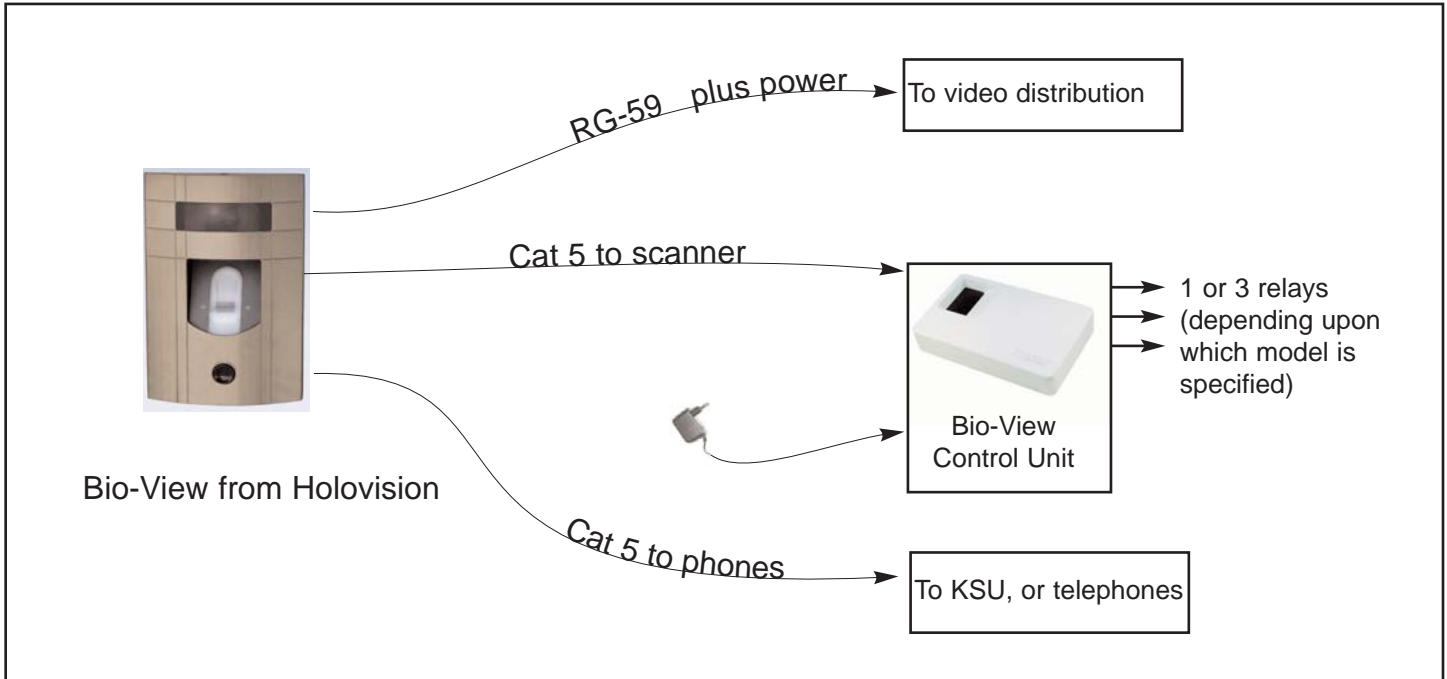 RG-59 plus power
To video distribution
Cat 5 to scanner
1 or 3 relays
(depending upon
which model is
specified)
Bio-View
Control Unit
Bio-View from Holovision
Cat 5 to phones
To KSU, or telephones